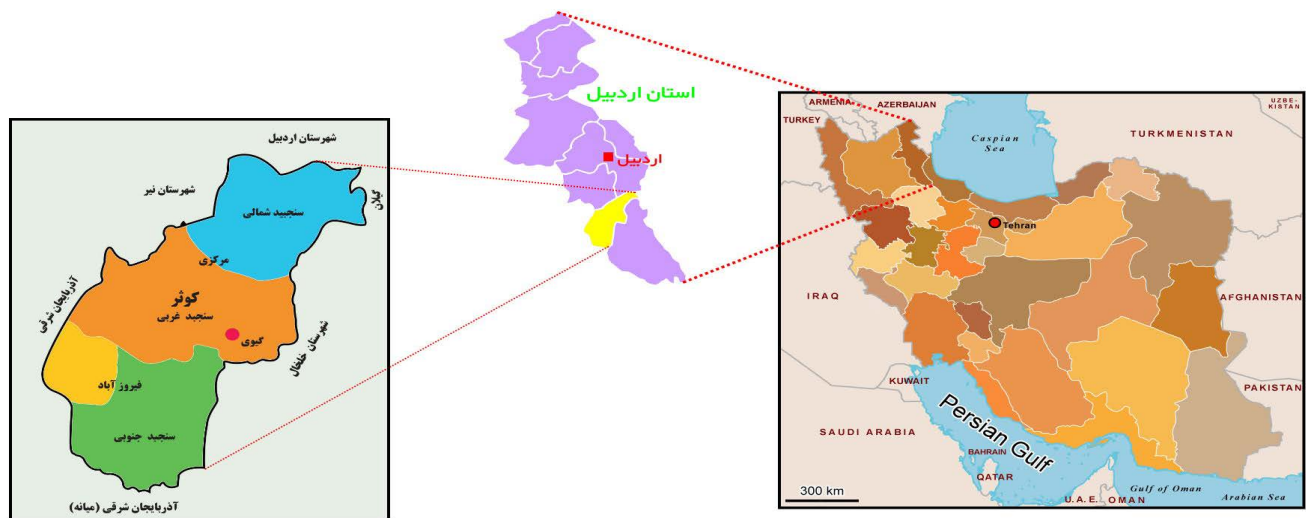 شهرستان اردبیل
شهرستان نیر
گیلان
سنجبید شمالی
مرکزی
آذربایجان شرقی
کوثر
سنجبد غربی
گیوی
شهرستان خلخال
فیروز آباد
سنجبد جنوبی
آذربایجان شرقی (میانه)
استان اردبیل
اردبیل
ARMENIA
AZERBAIJAN
UZBE-
KISTAN
TURKEY
Caspian
Sea
TURKMENISTAN
Tehran
IRAQ
AFGHANISTAN
KUWAIT
PAKISTAN
Persian Gulf
SAUDI ARABIA
BAHRAIN
QATAR
U.A.E.
OMAN
Gulf of Oman
Arabian Sea
300 km